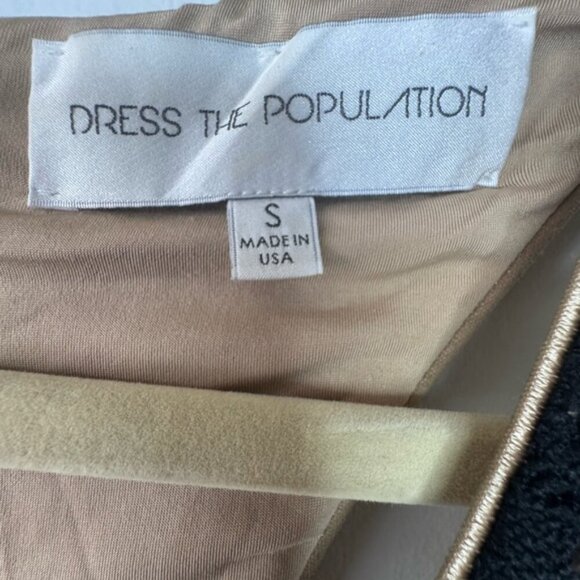 DRESS THE POPULATION
S
MADE IN
USA